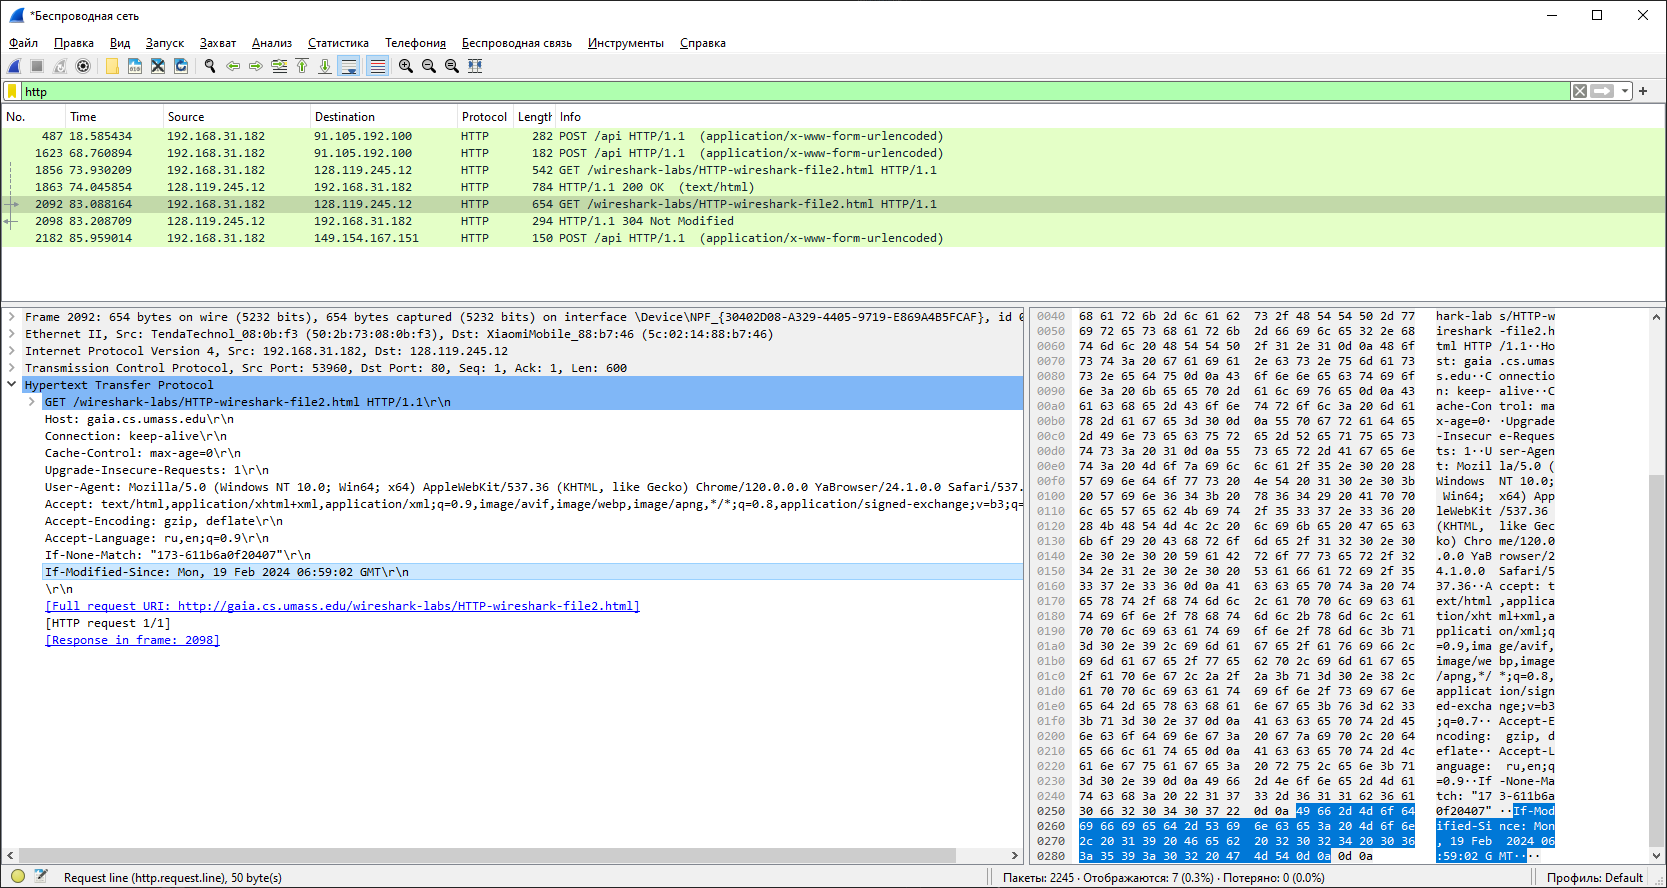 *Беспроводная сеть
Файл Правка Вид Запуск Захват Анализ Статистика Телефония Беспроводная связь Инструменты Справка
http
No. Time Source Destination Protocol Length Info
487 18.585434 192.168.31.182 91.105.192.100 HTTP 282 POST /api HTTP/1.1 (application/x-www-form-urlencoded)
1623 68.760894 192.168.31.182 91.105.192.100 HTTP 182 POST /api HTTP/1.1 (application/x-www-form-urlencoded)
1856 73.930209 192.168.31.182 128.119.245.12 HTTP 542 GET /wireshark-labs/HTTP-wireshark-file2.html HTTP/1.1
1863 74.045854 128.119.245.12 192.168.31.182 HTTP 784 HTTP/1.1 200 OK (text/html)
2092 83.088164 192.168.31.182 128.119.245.12 HTTP 654 GET /wireshark-labs/HTTP-wireshark-file2.html HTTP/1.1
2098 83.208709 128.119.245.12 192.168.31.182 HTTP 294 HTTP/1.1 304 Not Modified
2182 85.959014 192.168.31.182 149.154.167.151 HTTP 150 POST /api HTTP/1.1 (application/x-www-form-urlencoded)
Frame 2092: 654 bytes on wire (5232 bits), 654 bytes captured (5232 bits) on interface \Device\NPF_{30402D08-A329-4405-9719-E869A4B5FCAF}, id 0
Ethernet II, Src: TendaTechnol_08:0b:f3 (50:2b:73:08:0b:f3), Dst: XiaomiMobile_88:b7:46 (5c:02:14:88:b7:46)
Internet Protocol Version 4, Src: 192.168.31.182, Dst: 128.119.245.12
Transmission Control Protocol, Src Port: 53960, Dst Port: 80, Seq: 1, Ack: 1, Len: 600
Hypertext Transfer Protocol
GET /wireshark-labs/HTTP-wireshark-file2.html HTTP/1.1\r\n
Host: gaia.cs.umass.edu\r\n
Connection: keep-alive\r\n
Cache-Control: max-age=0\r\n
Upgrade-Insecure-Requests: 1\r\n
User-Agent: Mozilla/5.0 (Windows NT 10.0; Win64; x64) AppleWebKit/537.36 (KHTML, like Gecko) Chrome/120.0.0.0 YaBrowser/24.1.0.0 Safari/537.
Accept: text/html,application/xhtml+xml,application/xml;q=0.9,image/avif,image/webp,image/apng,*/*;q=0.8,application/signed-exchange;v=b3;q=
Accept-Encoding: gzip, deflate\r\n
Accept-Language: ru,en;q=0.9\r\n
If-None-Match: "173-611b6a0f20407"\r\n
If-Modified-Since: Mon, 19 Feb 2024 06:59:02 GMT\r\n
\r\n
[Full request URI: http://gaia.cs.umass.edu/wireshark-labs/HTTP-wireshark-file2.html]
[HTTP request 1/1]
[Response in frame: 2098]
0040 68 61 72 6b 2d 6c 61 62 73 2f 48 54 54 50 2d 77 hark-lab s/HTTP-w
0050 69 72 65 73 68 61 72 6b 2d 66 69 6c 65 32 2e 68 ireshark -file2.h
0060 74 6d 6c 20 48 54 54 50 2f 31 2e 31 0d 0a 48 6f tml HTTP /1.1··Ho
0070 73 74 3a 20 67 61 69 61 2e 63 73 2e 75 6d 61 73 st: gaia .cs.umas
0080 73 2e 65 64 75 0d 0a 43 6f 6e 6e 65 63 74 69 6f s.edu··C onnectio
0090 6e 3a 20 6b 65 65 70 2d 61 6c 69 76 65 0d 0a 43 n: keep- alive··C
00a0 61 63 68 65 2d 43 6f 6e 74 72 6f 6c 3a 20 6d 61 ache-Con trol: ma
00b0 78 2d 61 67 65 3d 30 0d 0a 55 70 67 72 61 64 65 x-age=0· ·Upgrade
00c0 2d 49 6e 73 65 63 75 72 65 2d 52 65 71 75 65 73 -Insecur e-Reques
00d0 74 73 3a 20 31 0d 0a 55 73 65 72 2d 41 67 65 6e ts: 1··U ser-Agen
00e0 74 3a 20 4d 6f 7a 69 6c 6c 61 2f 35 2e 30 20 28 t: Mozil la/5.0 (
00f0 57 69 6e 64 6f 77 73 20 4e 54 20 31 30 2e 30 3b Windows NT 10.0;
0100 20 57 69 6e 36 34 3b 20 78 36 34 29 20 41 70 70 Win64; x64) App
0110 6c 65 57 65 62 4b 69 74 2f 35 33 37 2e 33 36 20 leWebKit /537.36
0120 28 4b 48 54 4d 4c 2c 20 6c 69 6b 65 20 47 65 63 (KHTML, like Gec
0130 6b 6f 29 20 43 68 72 6f 6d 65 2f 31 32 30 2e 30 ko) Chro me/120.0
0140 2e 30 2e 30 20 59 61 42 72 6f 77 73 65 72 2f 32 .0.0 YaB rowser/2
0150 34 2e 31 2e 30 2e 30 20 53 61 66 61 72 69 2f 35 4.1.0.0 Safari/5
0160 33 37 2e 33 36 0d 0a 41 63 63 65 70 74 3a 20 74 37.36··A ccept: t
0170 65 78 74 2f 68 74 6d 6c 2c 61 70 70 6c 69 63 61 ext/html ,applica
0180 74 69 6f 6e 2f 78 68 74 6d 6c 2b 78 6d 6c 2c 61 tion/xht ml+xml,a
0190 70 70 6c 69 63 61 74 69 6f 6e 2f 78 6d 6c 3b 71 pplicati on/xml;q
01a0 3d 30 2e 39 2c 69 6d 61 67 65 2f 61 76 69 66 2c =0.9,ima ge/avif,
01b0 69 6d 61 67 65 2f 77 65 62 70 2c 69 6d 61 67 65 image/we bp,image
01c0 2f 61 70 6e 67 2c 2a 2f 2a 3b 71 3d 30 2e 38 2c /apng,*/ *;q=0.8,
01d0 61 70 70 6c 69 63 61 74 69 6f 6e 2f 73 69 67 6e applicat ion/sign
01e0 65 64 2d 65 78 63 68 61 6e 67 65 3b 76 3d 62 33 ed-excha nge;v=b3
01f0 3b 71 3d 30 2e 37 0d 0a 41 63 63 65 70 74 2d 45 ;q=0.7·· Accept-E
0200 6e 63 6f 64 69 6e 67 3a 20 67 7a 69 70 2c 20 64 ncoding: gzip, d
0210 65 66 6c 61 74 65 0d 0a 41 63 63 65 70 74 2d 4c eflate·· Accept-L
0220 61 6e 67 75 61 67 65 3a 20 72 75 2c 65 6e 3b 71 anguage: ru,en;q
0230 3d 30 2e 39 0d 0a 49 66 2d 4e 6f 6e 65 2d 4d 61 =0.9··If -None-Ma
0240 74 63 68 3a 20 22 31 37 33 2d 36 31 31 62 36 61 tch: "17 3-611b6a
0250 30 66 32 30 34 30 37 22 0d 0a 49 66 2d 4d 6f 64 0f20407" ··If-Mod
0260 69 66 69 65 64 2d 53 69 6e 63 65 3a 20 4d 6f 6e ified-Si nce: Mon
0270 2c 20 31 39 20 46 65 62 20 32 30 32 34 20 30 36 , 19 Feb 2024 06
0280 3a 35 39 3a 30 32 20 47 4d 54 0d 0a 0d 0a :59:02 G MT····
Request line (http.request.line), 50 byte(s)
Пакеты: 2245 · Отображаются: 7 (0.3%) · Потеряно: 0 (0.0%)
Профиль: Default